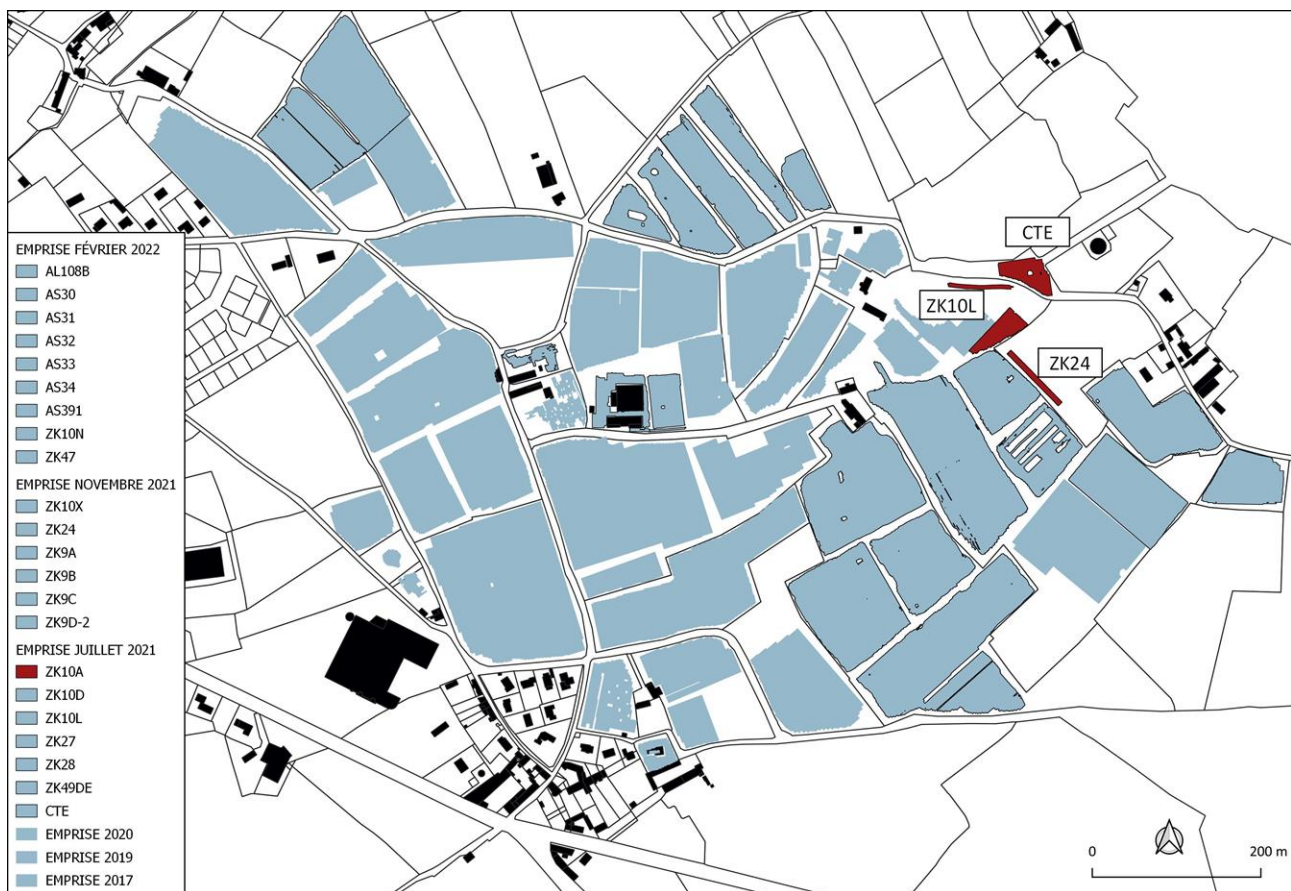 EMPRISE FÉVRIER 2022
AL108B
AS30
AS31
AS32
AS33
AS34
AS391
ZK10N
ZK47
EMPRISE NOVEMBRE 2021
ZK10X
ZK24
ZK9A
ZK9B
ZK9C
ZK9D-2
EMPRISE JUILLET 2021
ZK10A
ZK10D
ZK10L
ZK27
ZK28
ZK49DE
CTE
EMPRISE 2020
EMPRISE 2019
EMPRISE 2017
CTE
ZK10L
ZK24
0 200 m